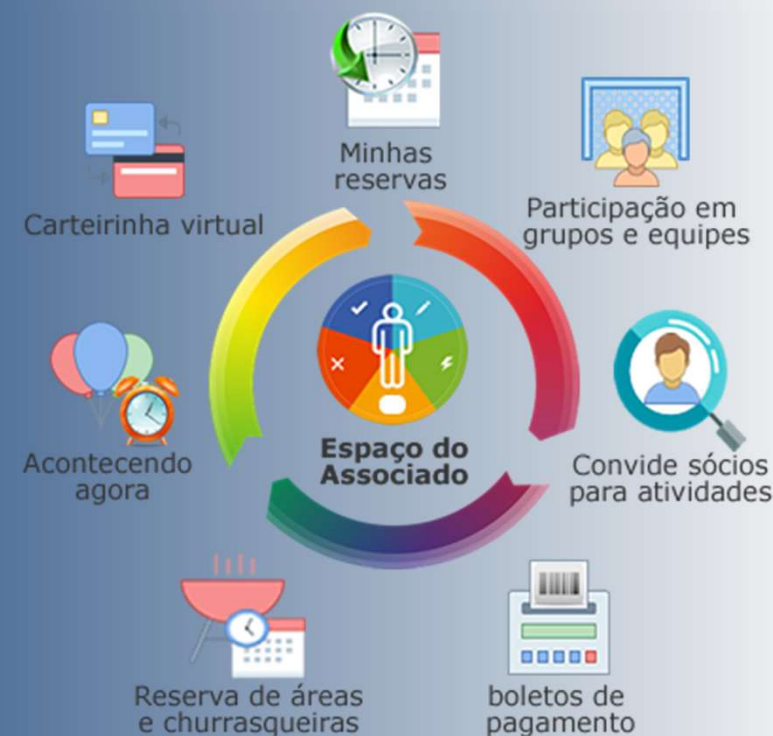 Minhas
reservas
Participação em
grupos e equipes
Carteirinha virtual
Espaço do
Associado
Convide sócios
para atividades
Acontecendo
agora
Reserva de áreas
e churrasqueiras
boletos de
pagamento